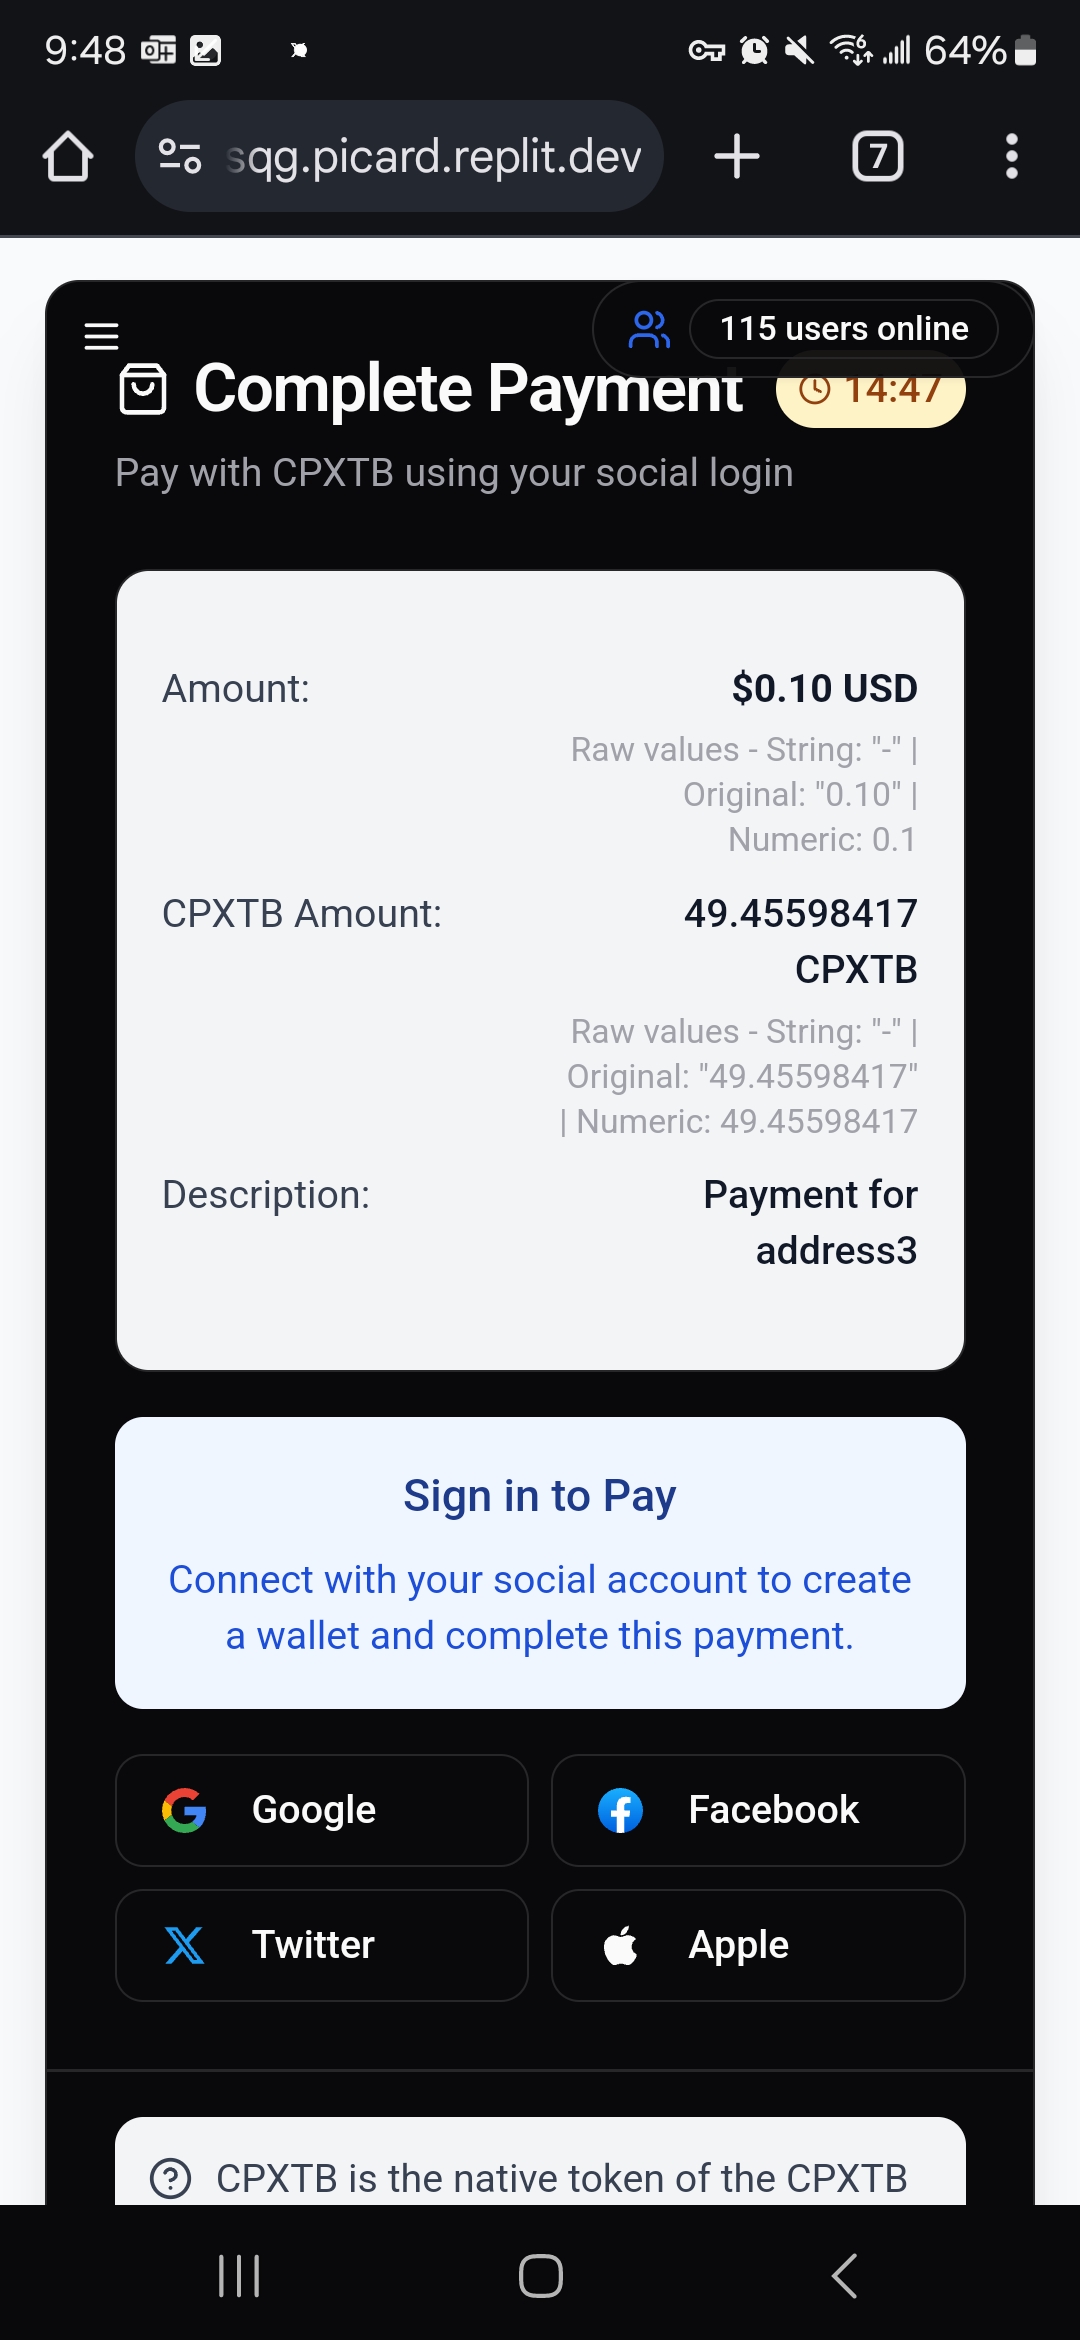 9:48
64%
sqg.picard.replit.dev
7
115 users online
Complete Payment
14:47
Pay with CPXTB using your social login
Amount:
$0.10 USD
Raw values - String: "-" |
Original: "0.10" |
Numeric: 0.1
CPXTB Amount:
49.45598417
CPXTB
Raw values - String: "-" |
Original: "49.45598417"
| Numeric: 49.45598417
Description:
Payment for
address3
Sign in to Pay
Connect with your social account to create
a wallet and complete this payment.
Google
Facebook
Twitter
Apple
CPXTB is the native token of the CPXTB